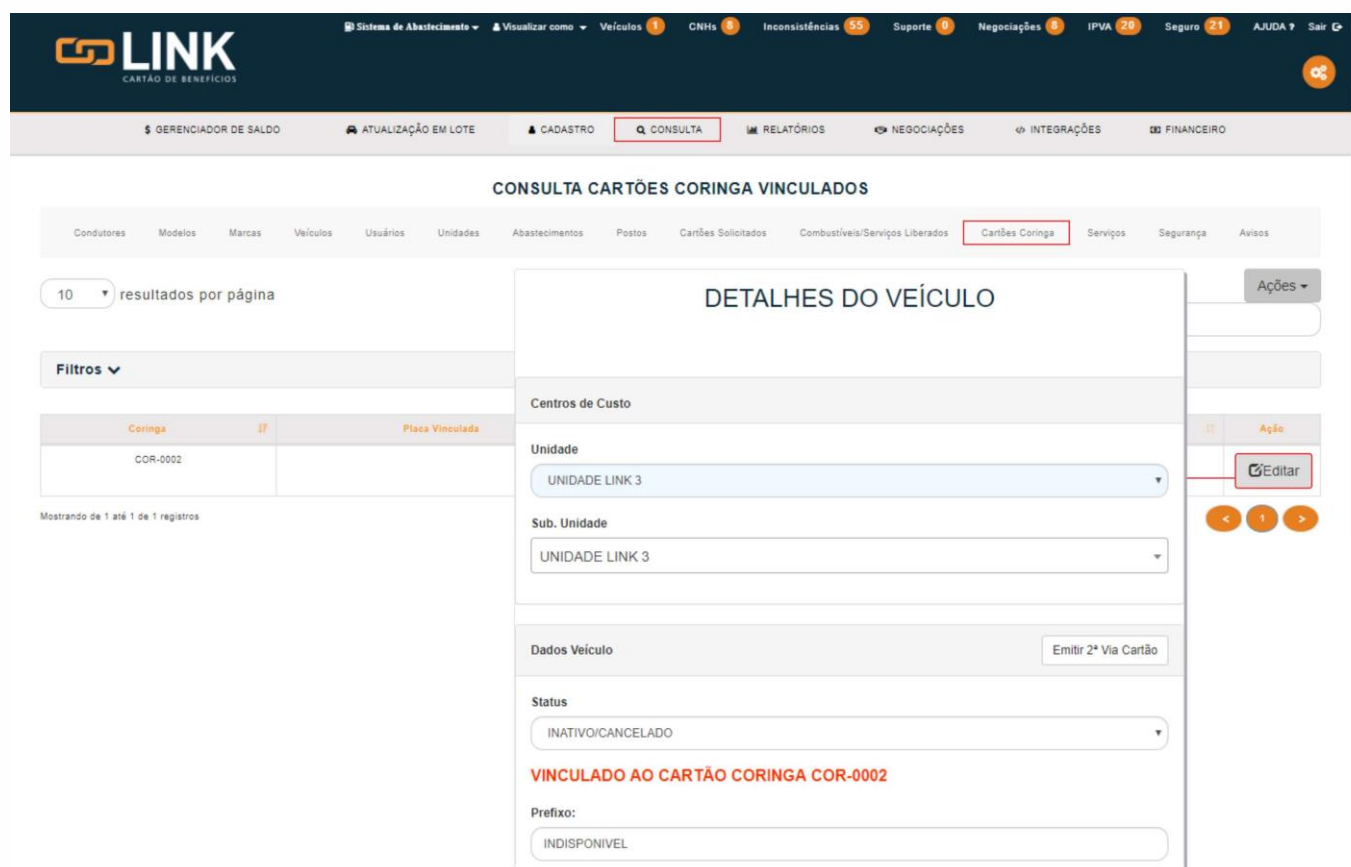 LINK
CARTÃO DE BENEFÍCIOS
Sistema de Abastecimento Visualizar como Veículos 1 CNHs 8 Inconsistências 55 Suporte 0 Negociações 8 IPVA 20 Seguro 21 AJUDA ? Sair
$ GERENCIADOR DE SALDO ATUALIZAÇÃO EM LOTE CADASTRO CONSULTA RELATÓRIOS NEGOCIAÇÕES </> INTEGRAÇÕES FINANCEIRO
CONSULTA CARTÕES CORINGA VINCULADOS
Condutores Modelos Marcas Veículos Usuários Unidades Abastecimentos Postos Cartões Solicitados Combustíveis/Serviços Liberados Cartões Coringa Serviços Segurança Avisos
10 resultados por página
Ações
DETALHES DO VEÍCULO
Filtros
Coringa Placa Vinculada Ação
COR-0002 Editar
Mostrando de 1 até 1 de 1 registros
< 1 >
Centros de Custo
Unidade
UNIDADE LINK 3
Sub. Unidade
UNIDADE LINK 3
Dados Veículo Emitir 2ª Via Cartão
Status
INATIVO/CANCELADO
VINCULADO AO CARTÃO CORINGA COR-0002
Prefixo:
INDISPONIVEL